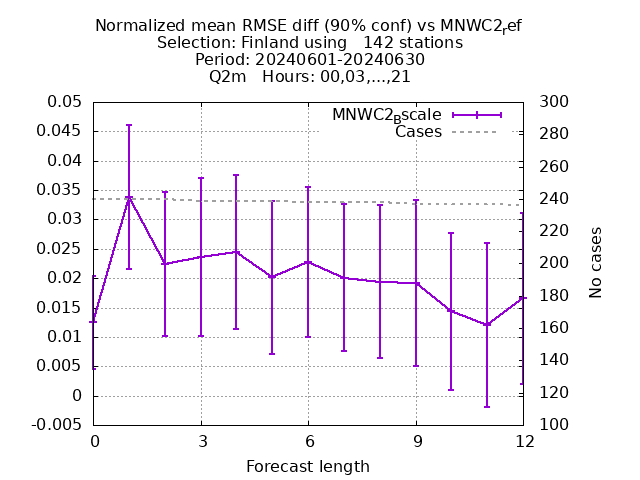 Normalized mean RMSE diff (90% conf) vs MNWC2ref
Selection: Finland using   142 stations
Period: 20240601-20240630
Q2m   Hours: 00,03,...,21
MNWC2Bscale
Cases
0.05
0.045
0.04
0.035
0.03
0.025
0.02
0.015
0.01
0.005
0
-0.005
300
280
260
240
220
200
180
160
140
120
100
No cases
0 3 6 9 12
Forecast length